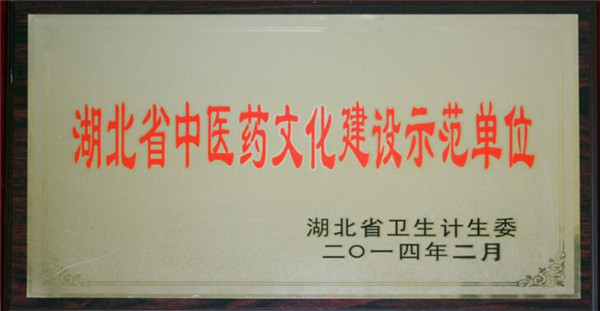 湖北省中医药文化建设示范单位
湖北省卫生计生委
二〇一四年二月